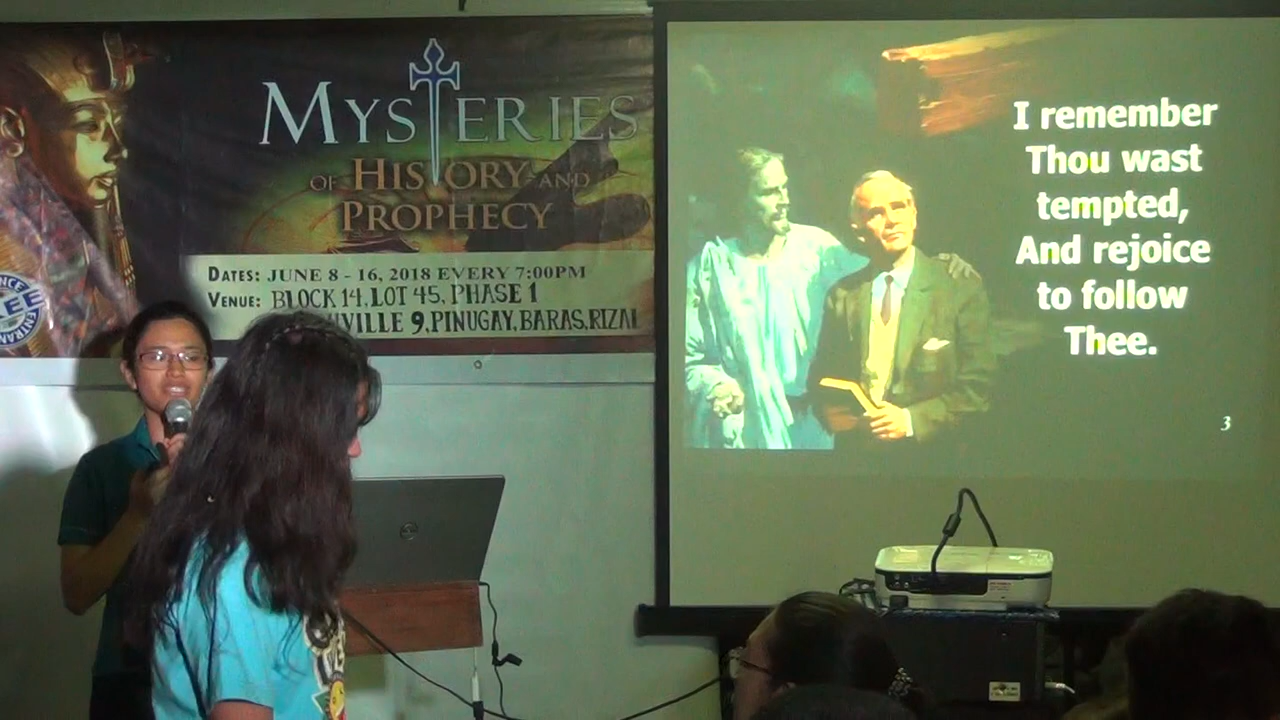 MYSTERIES
OF HISTORY AND
PROPHECY
DATES: JUNE 8 - 16, 2018 EVERY 7:00PM
VENUE: BLOCK 14, LOT 45, PHASE 1
VILLE 9, PINUGAY, BARAS, RIZAL
I remember
Thou wast
tempted,
And rejoice
to follow
Thee.
3